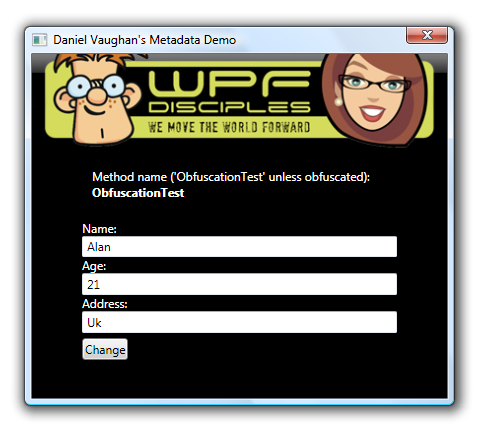 Daniel Vaughan's Metadata Demo
WPF
DISCIPLES
WE MOVE THE WORLD FORWARD
Method name ('ObfuscationTest' unless obfuscated):
ObfuscationTest
Name:
Alan
Age:
21
Address:
Uk
Change